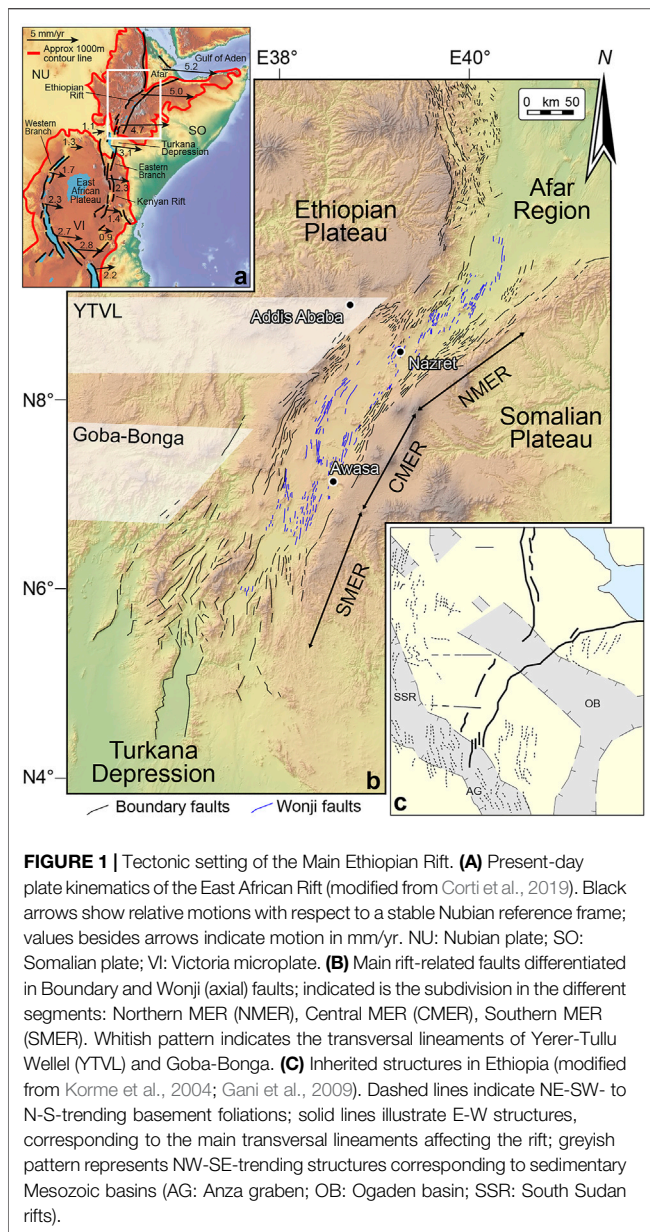 5 mm/yr
Approx 1000m
contour line
NU
Ethiopian
Rift
Afar
Gulf of Aden
5.2
5.0
4.7
SO
Turkana
Depression
3.1
Western
Branch
1.1
1.3
1.7
Eastern
Branch
East
African
Plateau
2.3
2.3
Kenyan Rift
1.4
VI
0.9
2.7
2.8
2.2
a
E38°
E40°
N
0 km 50
Ethiopian
Plateau
Afar
Region
YTVL
Addis Ababa
Nazret
N8°
NMER
Goba-Bonga
Somalian
Plateau
Awasa
CMER
N6°
SMER
SSR
OB
AG
c
Turkana
Depression
N4°
b
Boundary faults
Wonji faults
FIGURE 1 | Tectonic setting of the Main Ethiopian Rift. (A) Present-day
plate kinematics of the East African Rift (modified from Corti et al., 2019). Black
arrows show relative motions with respect to a stable Nubian reference frame;
values besides arrows indicate motion in mm/yr. NU: Nubian plate; SO:
Somalian plate; VI: Victoria microplate. (B) Main rift-related faults differentiated
in Boundary and Wonji (axial) faults; indicated is the subdivision in the different
segments: Northern MER (NMER), Central MER (CMER), Southern MER
(SMER). Whitish pattern indicates the transversal lineaments of Yerer-Tullu
Wellel (YTVL) and Goba-Bonga. (C) Inherited structures in Ethiopia (modified
from Korme et al., 2004; Gani et al., 2009). Dashed lines indicate NE-SW- to
N-S-trending basement foliations; solid lines illustrate E-W structures,
corresponding to the main transversal lineaments affecting the rift; greyish
pattern represents NW-SE-trending structures corresponding to sedimentary
Mesozoic basins (AG: Anza graben; OB: Ogaden basin; SSR: South Sudan
rifts).